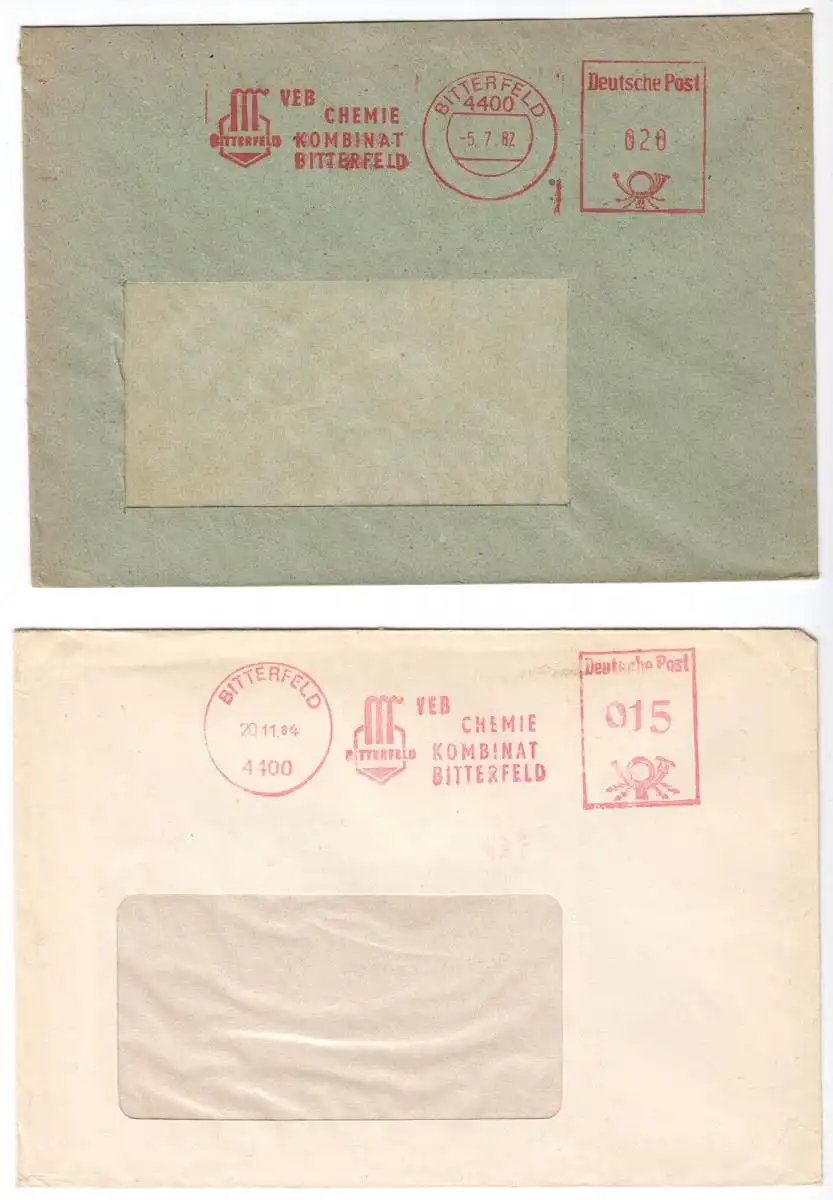 VEB
CHEMIE
KOMBINAT
BITTERFELD
BITTERFELD
BITTERFELD
4400
-5.7.82
Deutsche Post
020
BITTERFELD
20.11.84
4400
BITTERFELD
VEB
CHEMIE
KOMBINAT
BITTERFELD
Deutsche Post
015